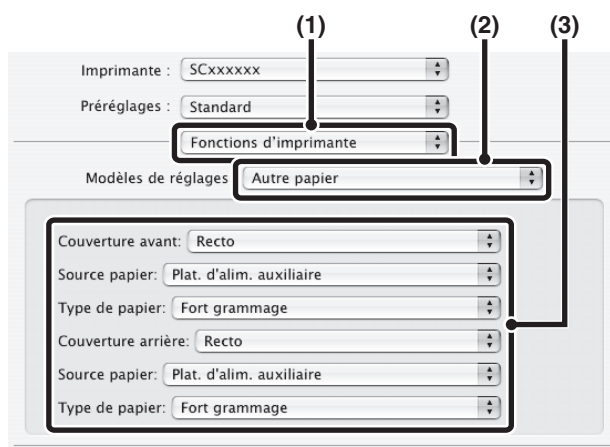 (1) (2) (3)
Imprimante : SCxxxxxx
Préréglages : Standard
Fonctions d'imprimante
Modèles de réglages Autre papier
Couverture avant: Recto
Source papier: Plat. d'alim. auxiliaire
Type de papier: Fort grammage
Couverture arrière: Recto
Source papier: Plat. d'alim. auxiliaire
Type de papier: Fort grammage